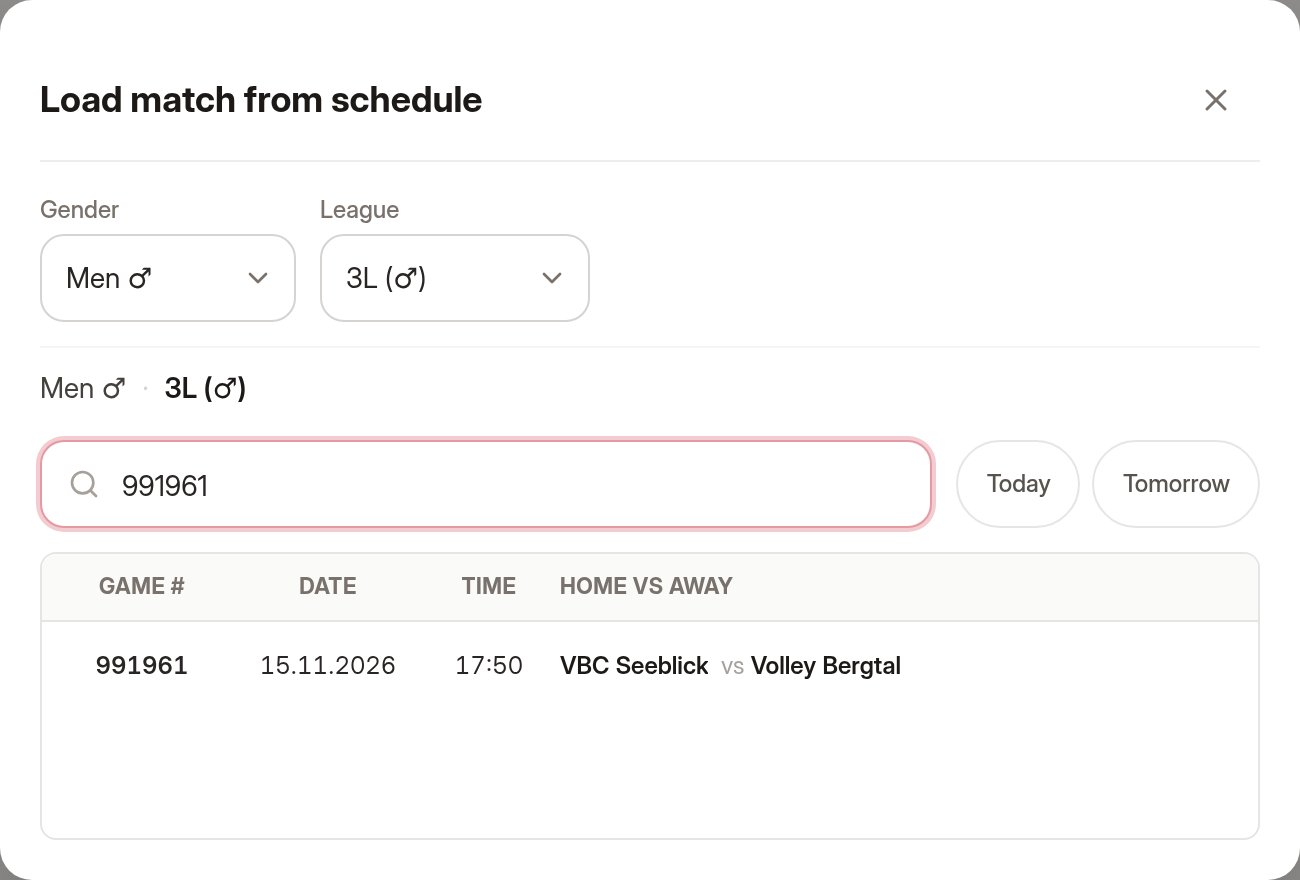 Load match from schedule
Gender League
Men ♂ 3L (♂)
Men ♂ · 3L (♂)
991961 Today Tomorrow
GAME # DATE TIME HOME VS AWAY
991961 15.11.2026 17:50 VBC Seeblick vs Volley Bergtal